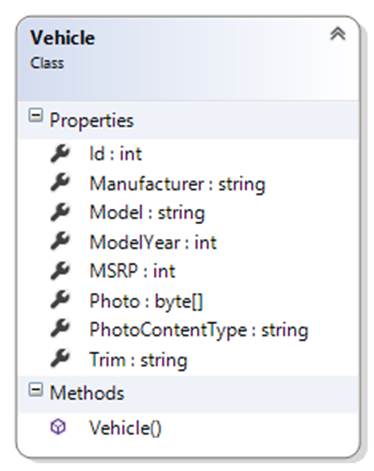 Vehicle
Class
Properties
Id : int
Manufacturer : string
Model : string
ModelYear : int
MSRP : int
Photo : byte[]
PhotoContentType : string
Trim : string
Methods
Vehicle()